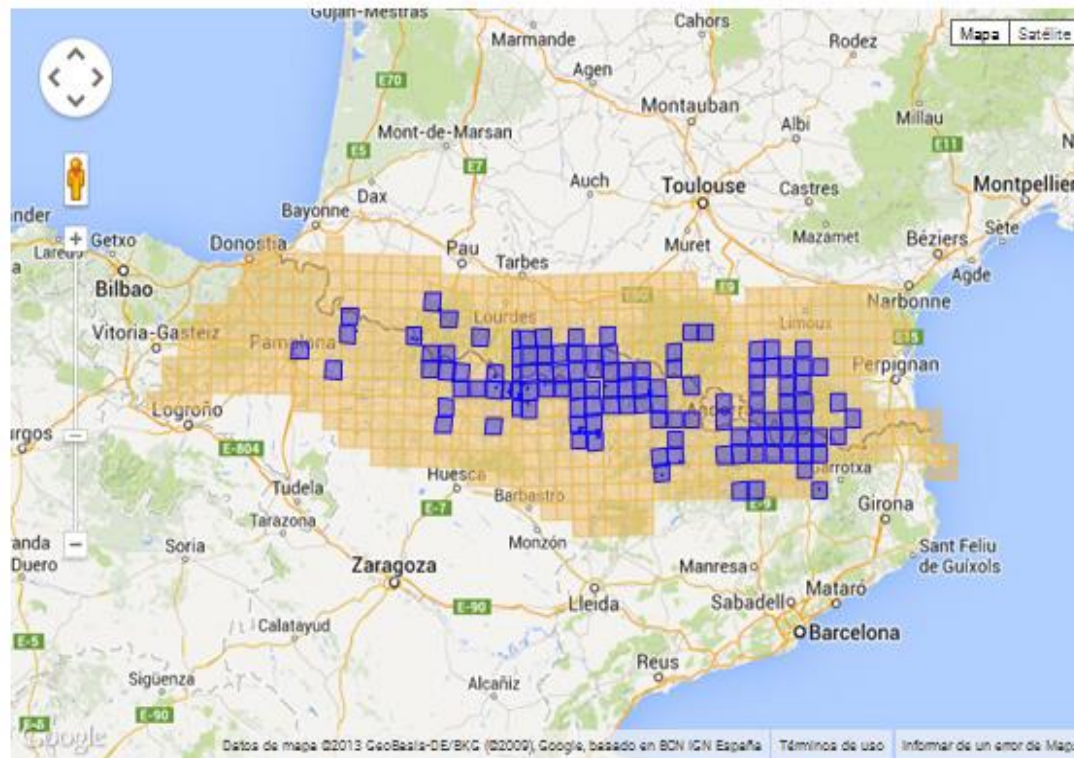 Gujan-Mestras
Cahors
Marmande
Rodez
Mapa
Satélite
E70
Agen
Montauban
Millau
Albi
Mont-de-Marsan
E5
E7
E11
Dax
Auch
Toulouse
Castres
Montpellier
Bayonne
ander
Getxo
Donostia
Pau
Muret
Mazamet
Béziers
Sète
Laredo
Tarbes
Agde
Bilbao
E9
Narbonne
Lourdes
Limoux
Vitoria-Gasteiz
Pamplona
E15
Perpignan
Logroño
Andorra
urgos
E-804
Huesca
Garrotxa
Tudela
Barbastro
E-7
E-9
Girona
Tarazona
Monzón
Soria
Manresa
Sant Feliu
de Guíxols
anda
Duero
Zaragoza
Lleida
Mataró
Sabadell
E-90
Barcelona
E-5
Calatayud
Reus
Sigüenza
Alcañiz
E-90
Google
Datos de mapa ©2013 GeoBasis-DE/BKG (©2009), Google, basado en BCN IGN España
Términos de uso
Informar de un error de Maps